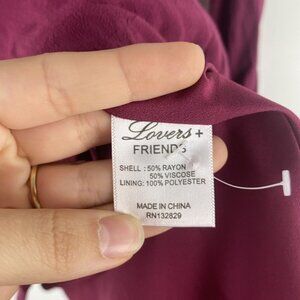 Lovers +
FRIENDS
SHELL : 50% RAYON
50% VISCOSE
LINING: 100% POLYESTER
MADE IN CHINA
RN132829